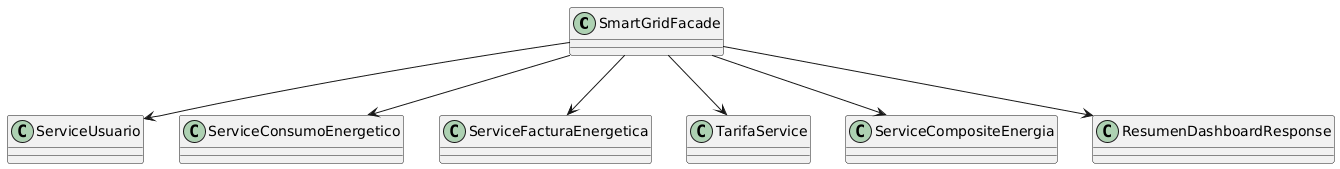 C SmartGridFacade
C ServiceUsuario
C ServiceConsumoEnergetico
C ServiceFacturaEnergetica
C TarifaService
C ServiceCompositeEnergia
C ResumenDashboardResponse